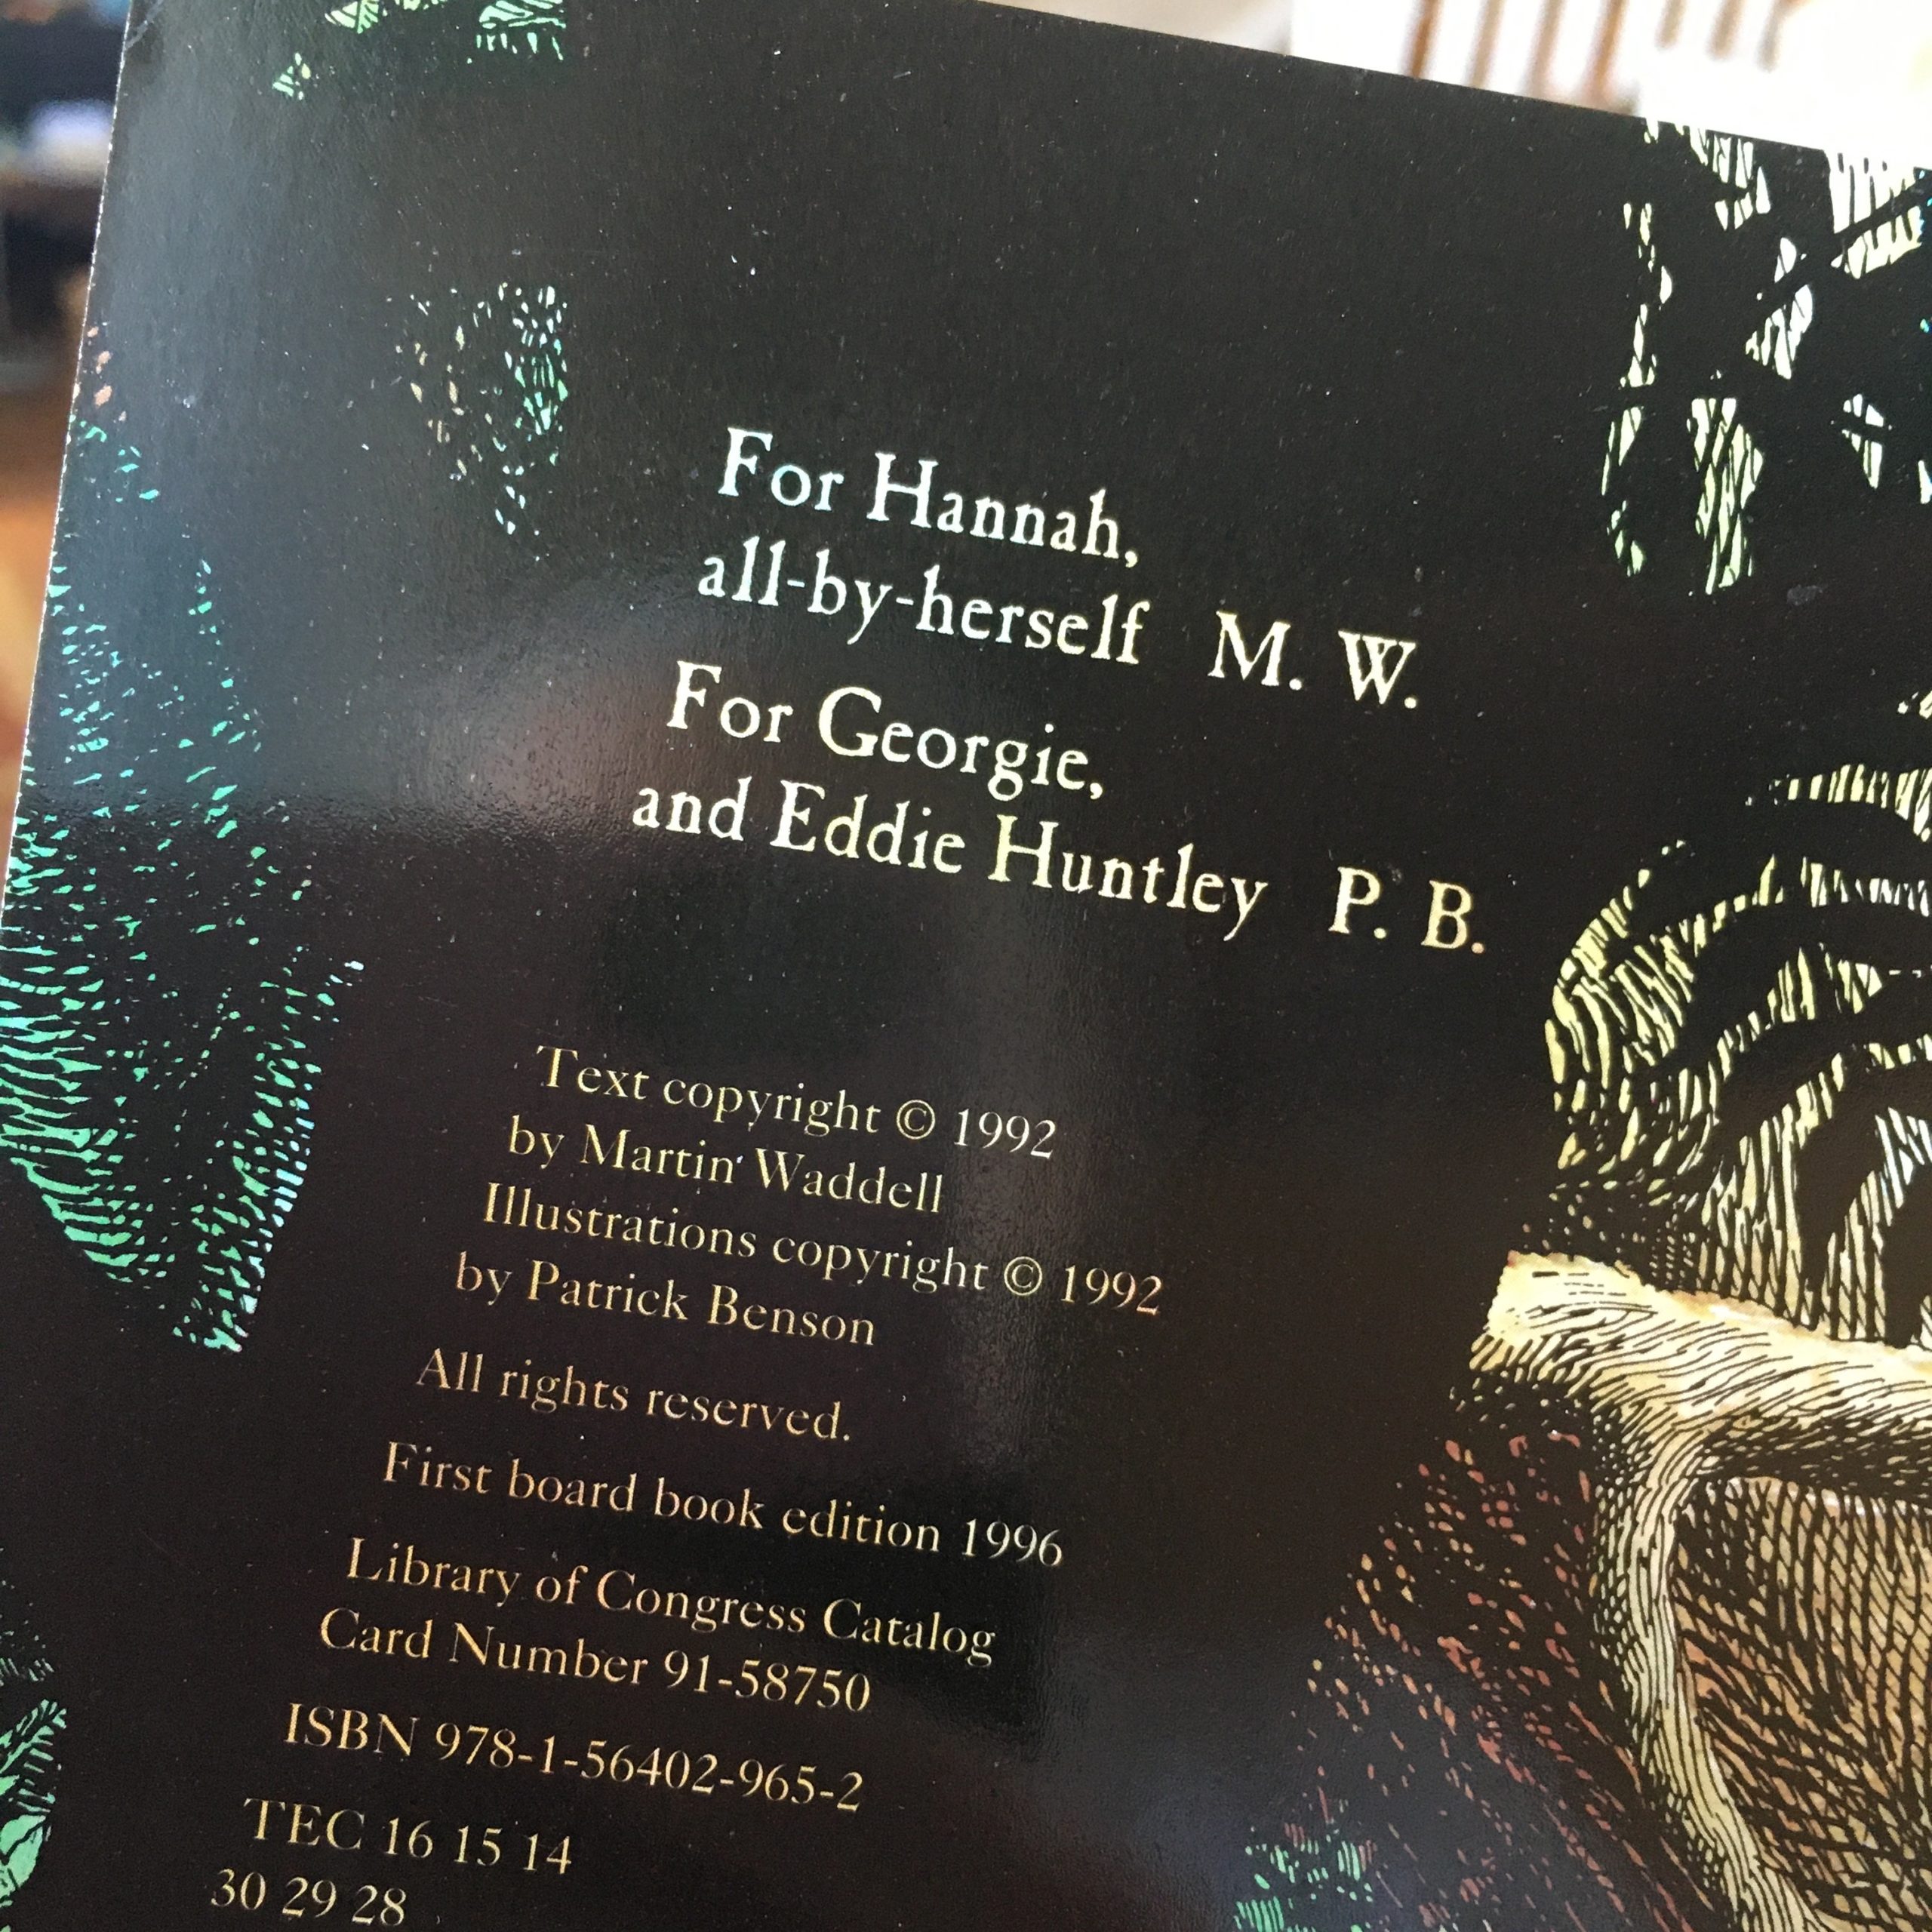 For Hannah,
all-by-herself M. W.
For Georgie,
and Eddie Huntley P. B.
Text copyright © 1992
by Martin Waddell
Illustrations copyright © 1992
by Patrick Benson
All rights reserved.
First board book edition 1996
Library of Congress Catalog
Card Number 91-58750
ISBN 978-1-56402-965-2
TEC 16 15 14
30 29 28